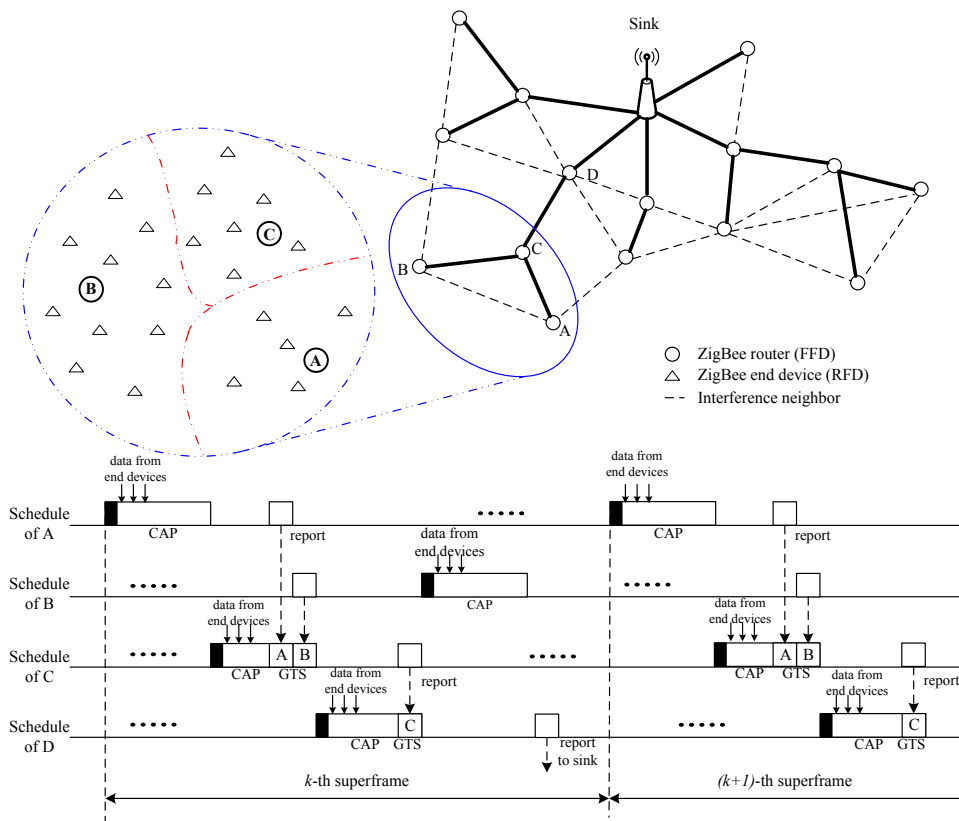 Sink
D
C
B
A
C
B
A
ZigBee router (FFD)
ZigBee end device (RFD)
Interference neighbor
data from
end devices
data from
end devices
Schedule
of A
CAP
report
.....
CAP
report
data from
end devices
Schedule
of B
.....
CAP
.....
data from
end devices
data from
end devices
Schedule
of C
.....
A
B
CAP
GTS
report
.....
A
B
CAP
GTS
report
data from
end devices
data from
end devices
Schedule
of D
.....
C
CAP
GTS
report
to sink
.....
C
CAP
GTS
k-th superframe
(k+1)-th superframe